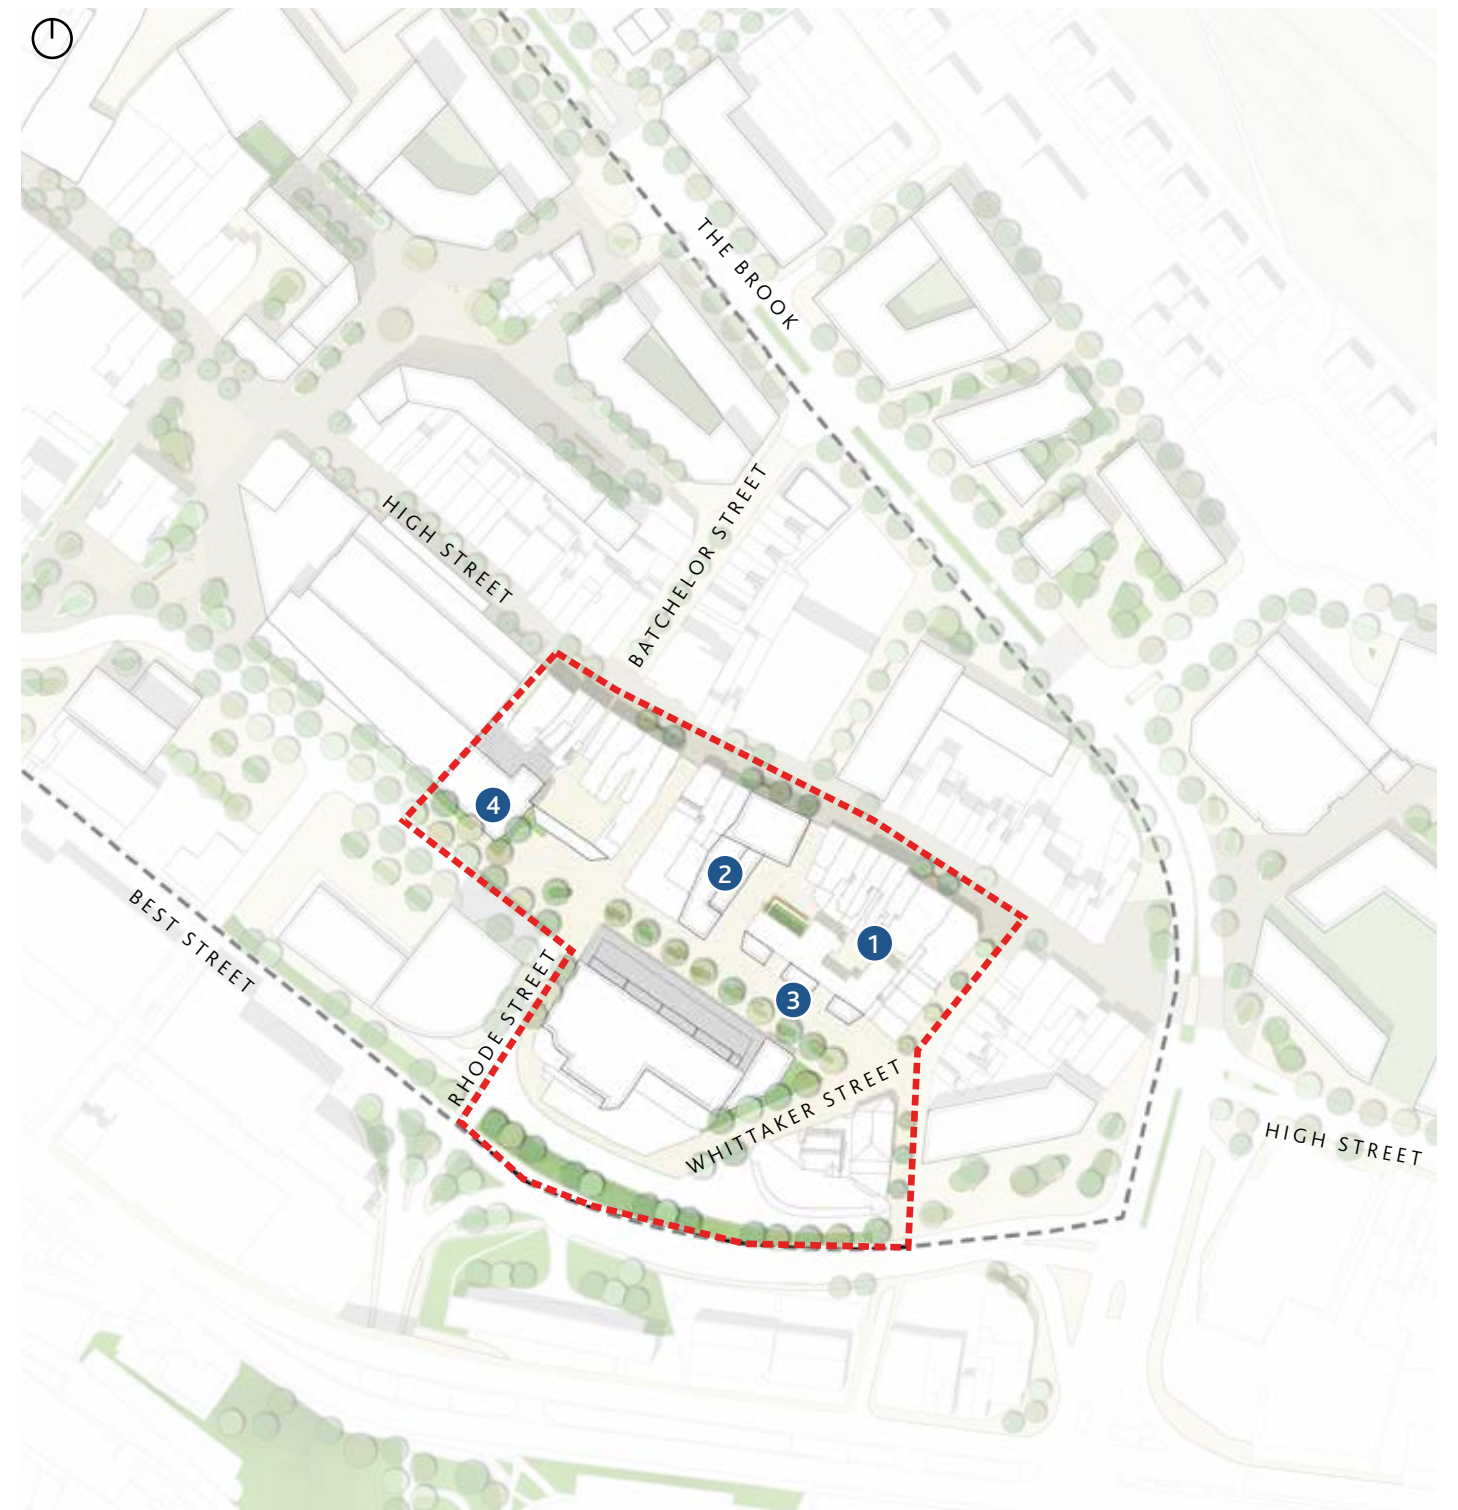 THE BROOK
HIGH STREET
BATCHELOR STREET
4
2
1
3
BEST STREET
RHODE STREET
WHITTAKER STREET
HIGH STREET